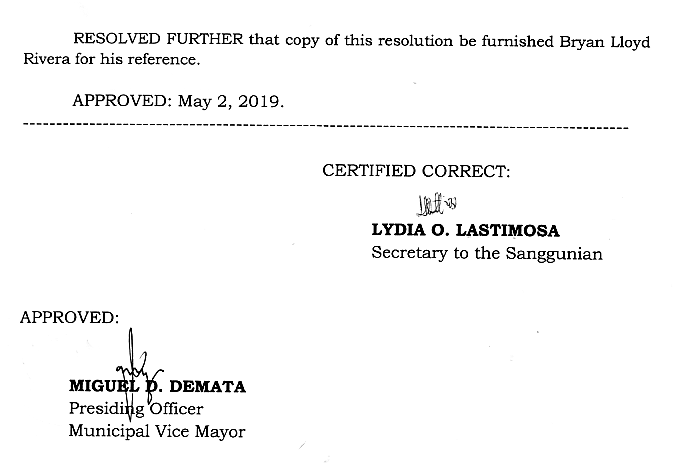 RESOLVED FURTHER that copy of this resolution be furnished Bryan Lloyd
Rivera for his reference.
APPROVED: May 2, 2019.
CERTIFIED CORRECT:
LYDIA O. LASTIMOSA
Secretary to the Sanggunian
APPROVED:
MIGUEL D. DEMATA
Presiding Officer
Municipal Vice Mayor